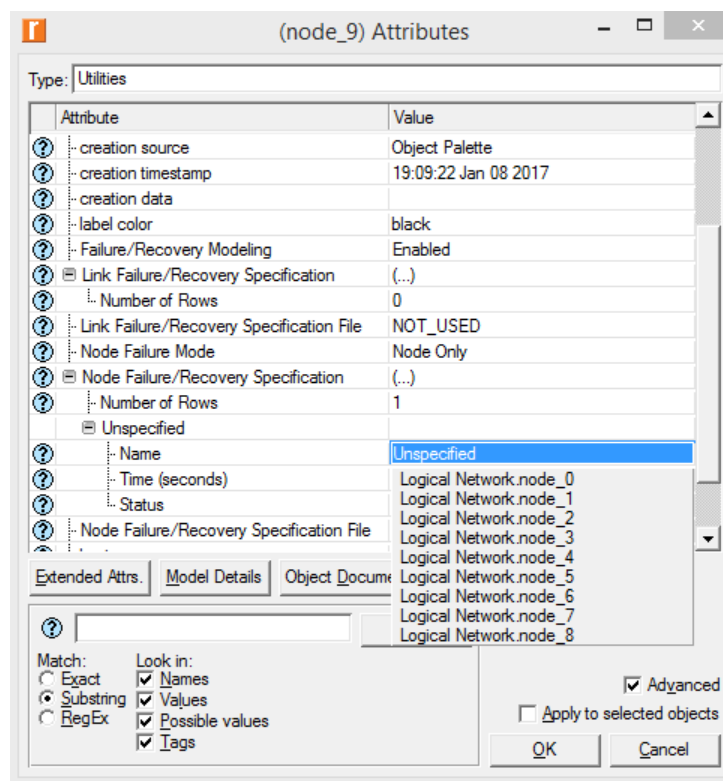 (node_9) Attributes
Type: Utilities
Attribute Value
creation source Object Palette
creation timestamp 19:09:22 Jan 08 2017
creation data
label color black
Failure/Recovery Modeling Enabled
Link Failure/Recovery Specification (...)
Number of Rows 0
Link Failure/Recovery Specification File NOT_USED
Node Failure Mode Node Only
Node Failure/Recovery Specification (...)
Number of Rows 1
Unspecified
Name Unspecified
Time (seconds) Logical Network.node_0
Logical Network.node_1
Status Logical Network.node_2
Node Failure/Recovery Specification File Logical Network.node_3
Logical Network.node_4
Extended Attrs. Model Details Object Docume Logical Network.node_5
Logical Network.node_6
Logical Network.node_7
Logical Network.node_8
Match: Look in:
Exact Names
Substring Values
RegEx Possible values
Tags
Advanced
Apply to selected objects
OK Cancel